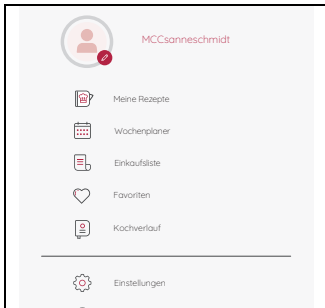 MCCsanneschmidt
Meine Rezepte
Wochenplaner
Einkaufsliste
Favoriten
Kochverlauf
Einstellungen